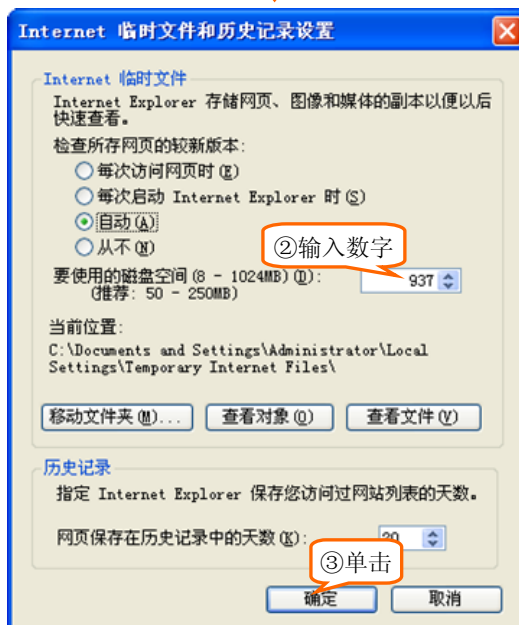 Internet 临时文件和历史记录设置
Internet 临时文件
Internet Explorer 存储网页、图像和媒体的副本以便以后
快速查看。
检查所存网页的较新版本:
每次访问网页时(E)
每次启动 Internet Explorer 时(S)
自动(A)
从不(N)
②输入数字
要使用的磁盘空间(8 - 1024MB)(D):
937
(推荐: 50 - 250MB)
当前位置:
C:\Documents and Settings\Administrator\Local
Settings\Temporary Internet Files\
移动文件夹(M)... 查看对象(O) 查看文件(V)
历史记录
指定 Internet Explorer 保存您访问过网站列表的天数。
网页保存在历史记录中的天数(K):
③单击
确定 取消